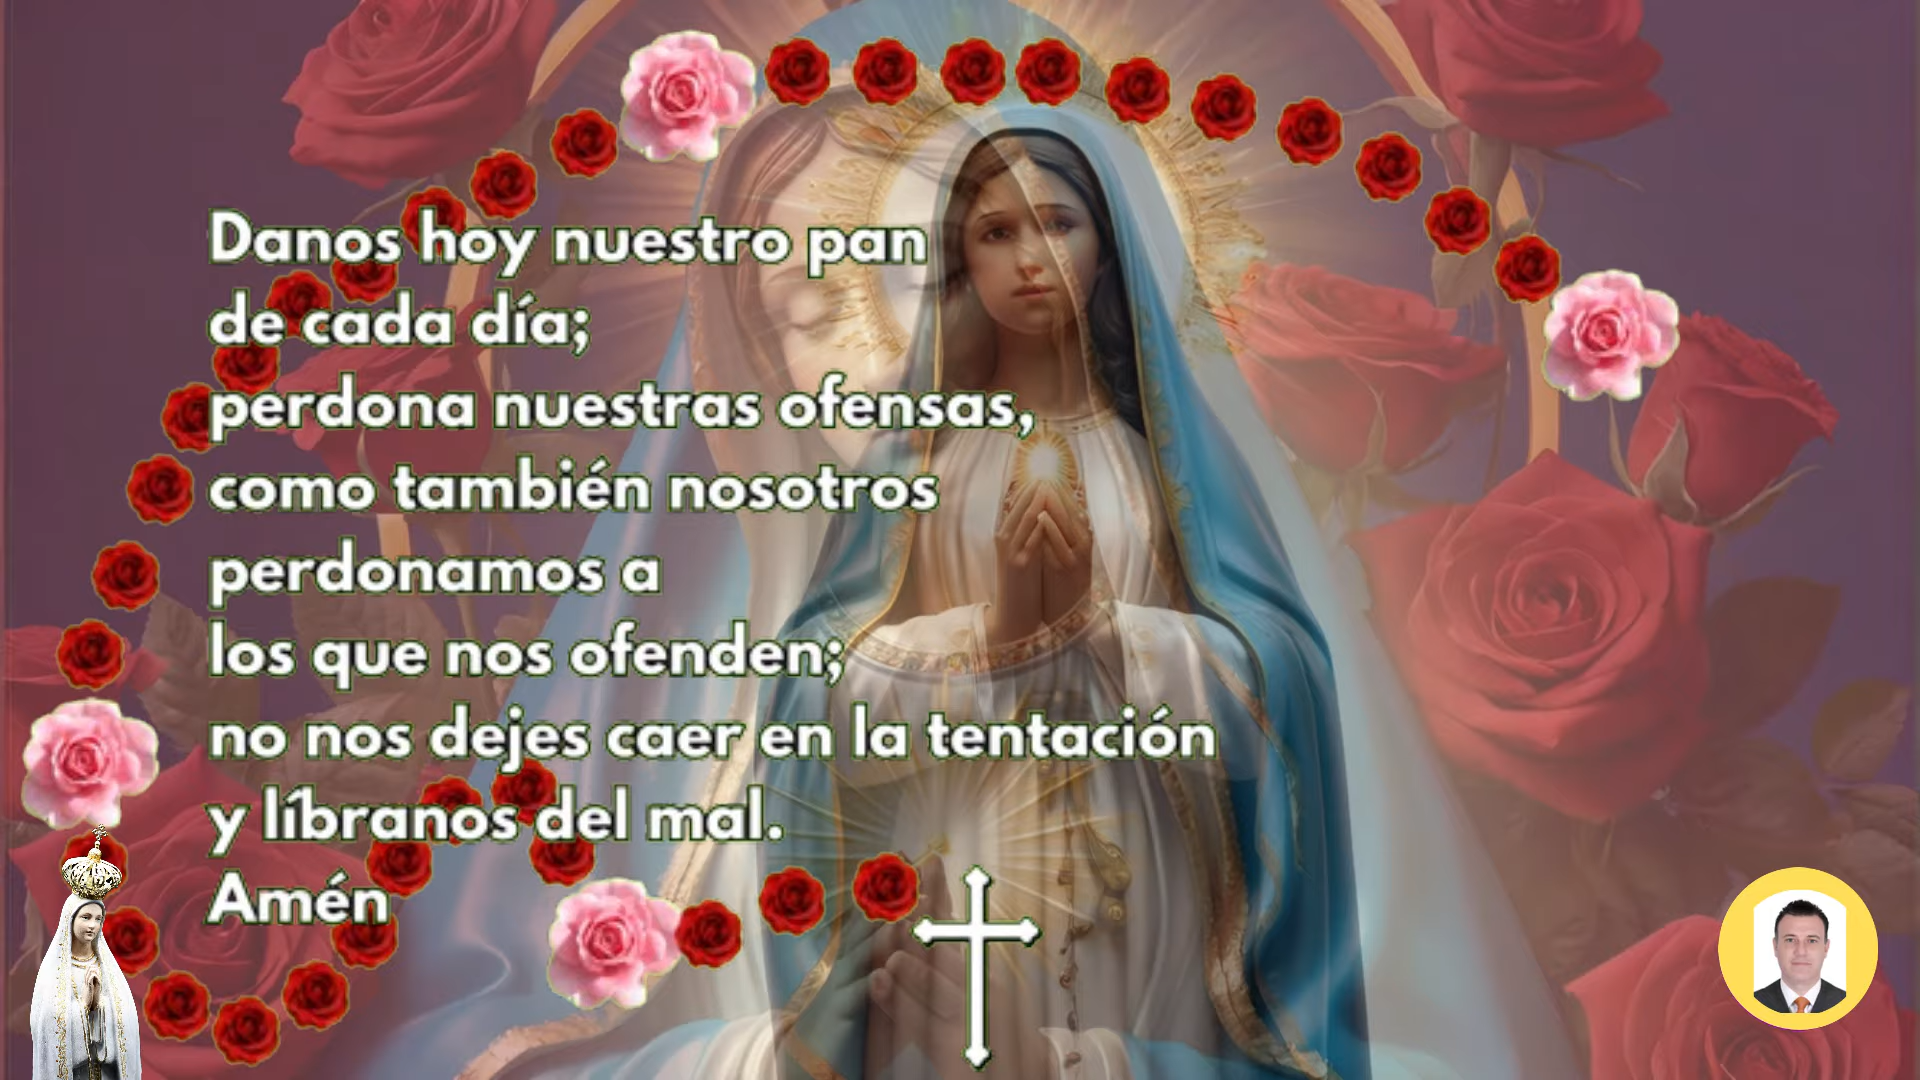 Danos hoy nuestro pan
de cada día;
perdona nuestras ofensas,
como también nosotros
perdonamos a
los que nos ofenden;
no nos dejes caer en la tentación
y líbranos del mal.
Amén